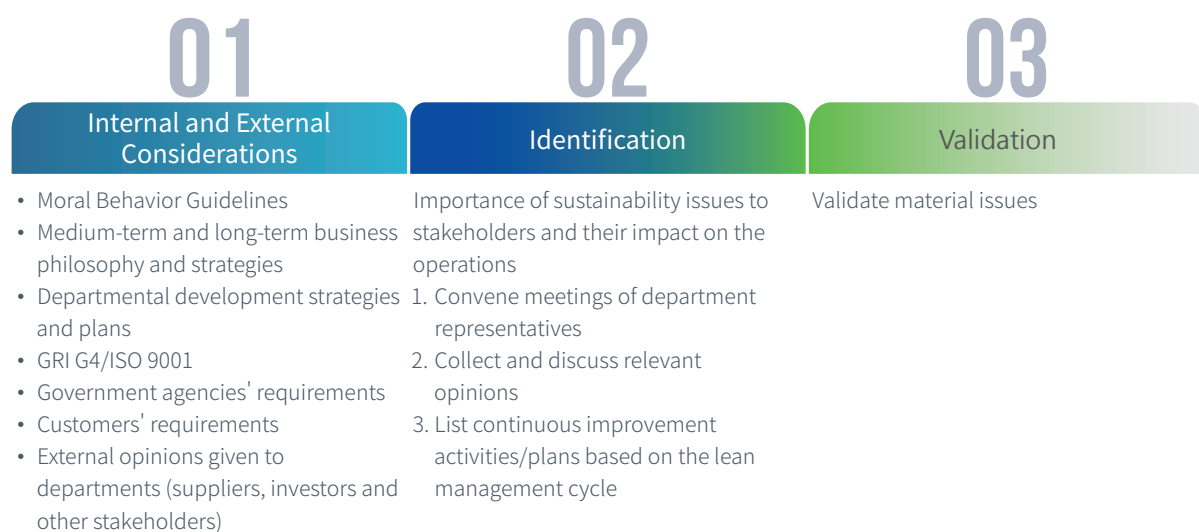 01
Internal and External
Considerations
• Moral Behavior Guidelines
• Medium-term and long-term business
philosophy and strategies
• Departmental development strategies
and plans
• GRI G4/ISO 9001
• Government agencies' requirements
• Customers' requirements
• External opinions given to
departments (suppliers, investors and
other stakeholders)
02
Identification
Importance of sustainability issues to
stakeholders and their impact on the
operations
1. Convene meetings of department
representatives
2. Collect and discuss relevant
opinions
3. List continuous improvement
activities/plans based on the lean
management cycle
03
Validation
Validate material issues